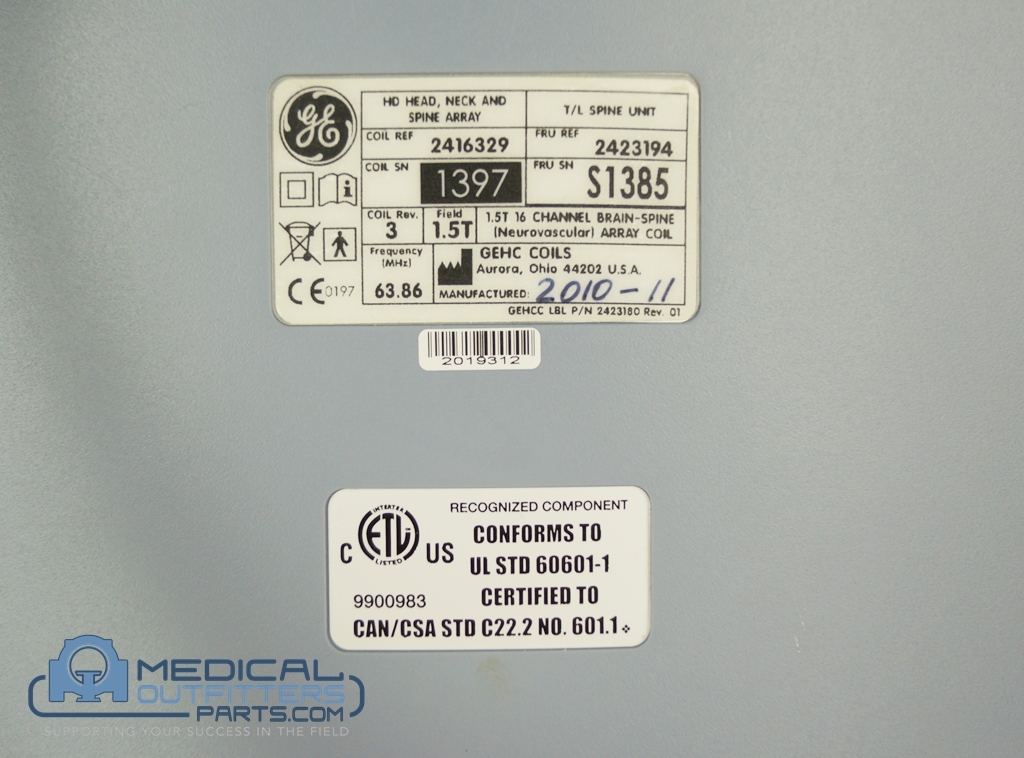 GE
HD HEAD, NECK AND
SPINE ARRAY
T/L SPINE UNIT
COIL REF
2416329
FRU REF
2423194
COIL SN
1397
FRU SN
S1385
COIL Rev.
3
Field
1.5T
1.5T 16 CHANNEL BRAIN-SPINE
(Neurovascular) ARRAY COIL
Frequency
(MHz)
63.86
GEHC COILS
Aurora, Ohio 44202 U.S.A.
MANUFACTURED: 2010-11
CE 0197
GEHCC LBL P/N 2423180 Rev. 01
2019312
RECOGNIZED COMPONENT
INTERTEK
ETL
LISTED
C US
CONFORMS TO
UL STD 60601-1
9900983
CERTIFIED TO
CAN/CSA STD C22.2 NO. 601.1
MEDICAL
OUTFITTERS
PARTS.COM
SUPPORTING YOUR SUCCESS IN THE FIELD